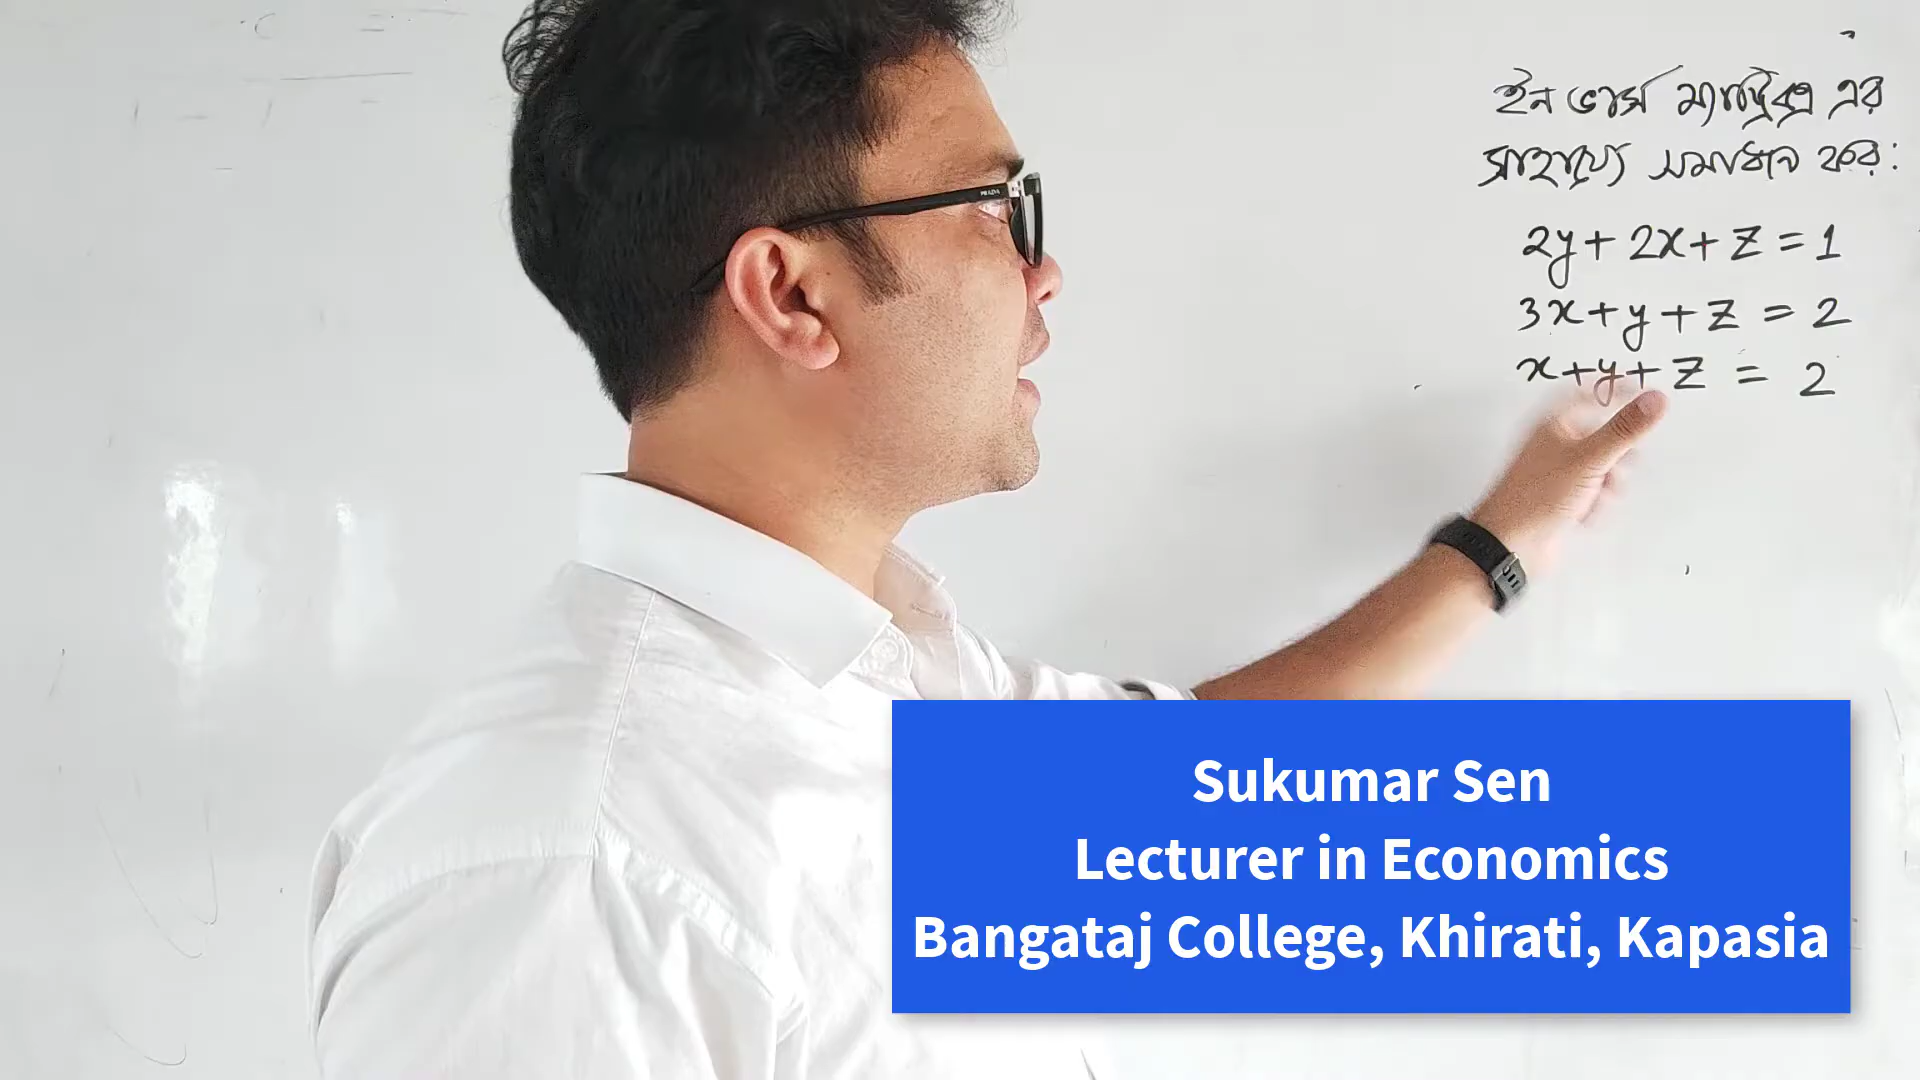 ইনভার্স ম্যাট্রিক্স এর
সাহায্যে সমাধান কর:
2y + 2x + z = 1
3x + y + z = 2
x + y + z = 2
Sukumar Sen
Lecturer in Economics
Bangataj College, Khirati, Kapasia